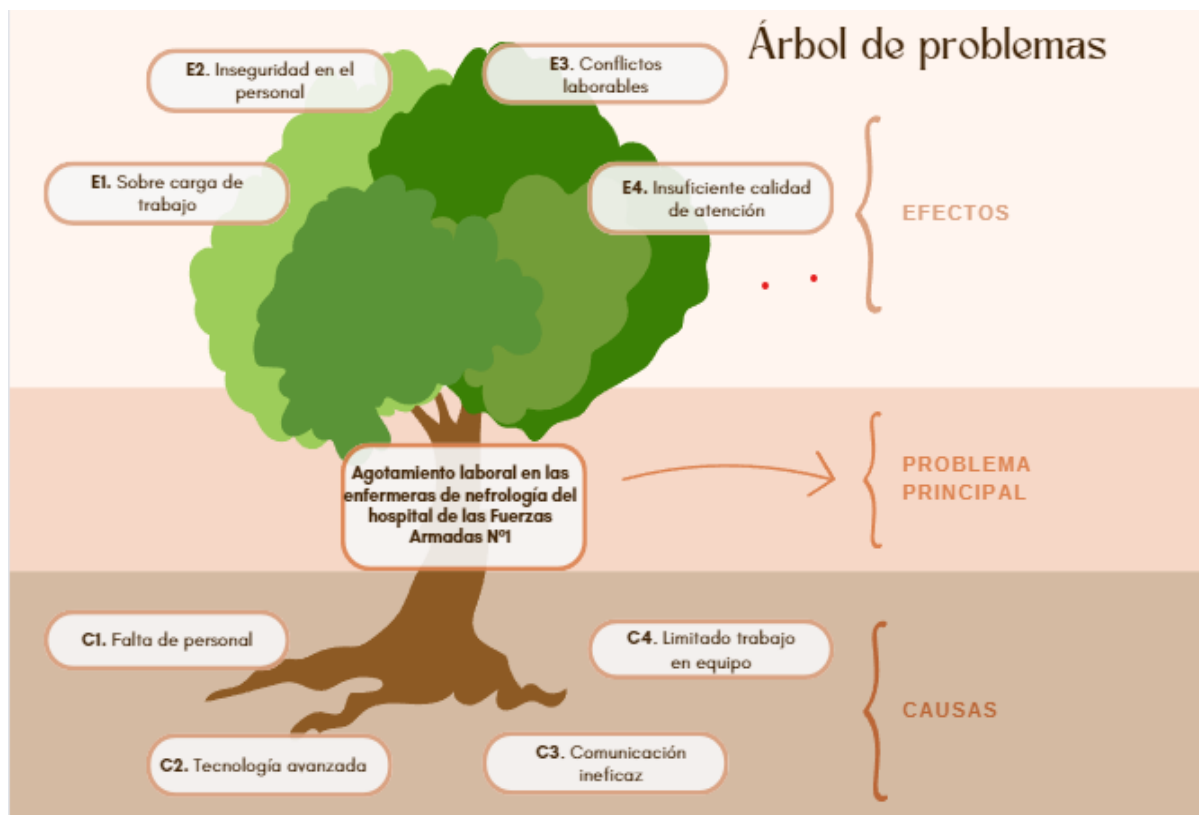 Árbol de problemas
E2. Inseguridad en el
personal
E3. Conflictos
laborables
E1. Sobre carga de
trabajo
E4. Insuficiente calidad
de atención
EFECTOS
Agotamiento laboral en las
enfermeras de nefrología del
hospital de las Fuerzas
Armadas Nº1
PROBLEMA
PRINCIPAL
C1. Falta de personal
C4. Limitado trabajo
en equipo
CAUSAS
C2. Tecnología avanzada
C3. Comunicación
ineficaz